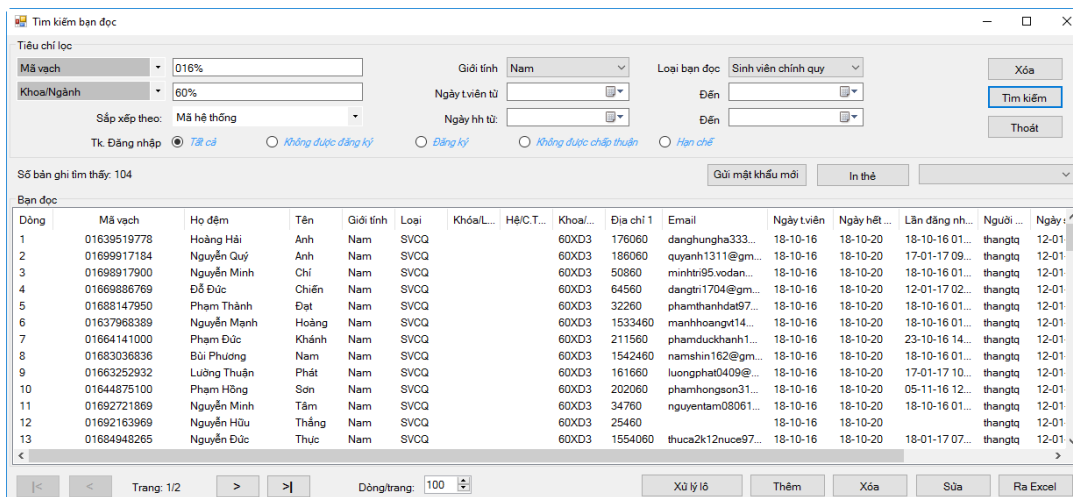 Tìm kiếm bạn đọc
Tiêu chí lọc
Mã vạch 016% Giới tính Nam Loại bạn đọc Sinh viên chính quy Xóa
Khoa/Ngành 60% Ngày t.viên từ Đến Tìm kiếm
Sắp xếp theo: Mã hệ thống Ngày hh từ: Đến Thoát
Tk. Đăng nhập Tất cả Không được đăng ký Đăng ký Không được chấp thuận Hạn chế
Số bản ghi tìm thấy: 104 Gửi mật khẩu mới In thẻ
Bạn đọc
Dòng Mã vạch Họ đệm Tên Giới tính Loại Khóa/L... Hệ/C.T... Khoa/... Địa chỉ 1 Email Ngày t.viên Ngày hết ... Lần đăng nh... Người ... Ngày
1 01639519778 Hoàng Hải Anh Nam SVCQ 60XD3 176060 danghungha333... 18-10-16 18-10-20 18-10-16 01... thangtq 12-01-
2 01699917184 Nguyễn Quý Anh Nam SVCQ 60XD3 186060 quyanh1311@gm... 18-10-16 18-10-20 17-01-17 09... thangtq 12-01-
3 01698917900 Nguyễn Minh Chí Nam SVCQ 60XD3 50860 minhtri95.vodan... 18-10-16 18-10-20 18-10-16 01... thangtq 12-01-
4 01669886769 Đỗ Đức Chiến Nam SVCQ 60XD3 64560 dangtri1704@gm... 18-10-16 18-10-20 12-01-17 02... thangtq 12-01-
5 01688147950 Phạm Thành Đạt Nam SVCQ 60XD3 32260 phamthanhdat97... 18-10-16 18-10-20 18-10-16 01... thangtq 12-01-
6 01637968389 Nguyễn Mạnh Hoàng Nam SVCQ 60XD3 1533460 manhhoangvt14... 18-10-16 18-10-20 18-10-16 01... thangtq 12-01-
7 01664141000 Phạm Đức Khánh Nam SVCQ 60XD3 211560 phamduckhanh1... 18-10-16 18-10-20 23-10-16 14... thangtq 12-01-
8 01683036836 Bùi Phương Nam Nam SVCQ 60XD3 1542460 namshin162@gm... 18-10-16 18-10-20 18-10-16 01... thangtq 12-01-
9 01663252932 Lường Thuận Phát Nam SVCQ 60XD3 161660 luongphat0409@... 18-10-16 18-10-20 17-01-17 10... thangtq 12-01-
10 01644875100 Phạm Hồng Sơn Nam SVCQ 60XD3 202060 phamhongson31... 18-10-16 18-10-20 05-11-16 12... thangtq 12-01-
11 01692721869 Nguyễn Minh Tâm Nam SVCQ 60XD3 34760 nguyentam08061... 18-10-16 18-10-20 18-10-16 01... thangtq 12-01-
12 01692163969 Nguyễn Hữu Thắng Nam SVCQ 60XD3 25460 18-10-16 18-10-20 thangtq 12-01-
13 01684948265 Nguyễn Đức Thực Nam SVCQ 60XD3 1554060 thuca2k12nuce97... 18-10-16 18-10-20 18-01-17 07... thangtq 12-01-
|< < Trang: 1/2 > >| Dòng/trang: 100 Xử lý lô Thêm Xóa Sửa Ra Excel